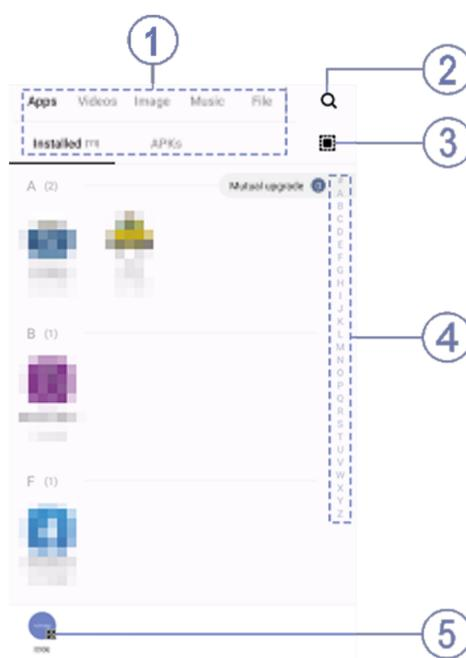 1
2
Apps Videos Image Music File
3
Installed APKs
A (2)
Mutual upgrade
#
A
B
C
D
E
F
G
H
I
J
K
L
M
N
O
P
Q
R
S
T
U
V
W
X
Y
Z
4
B (1)
F (1)
5